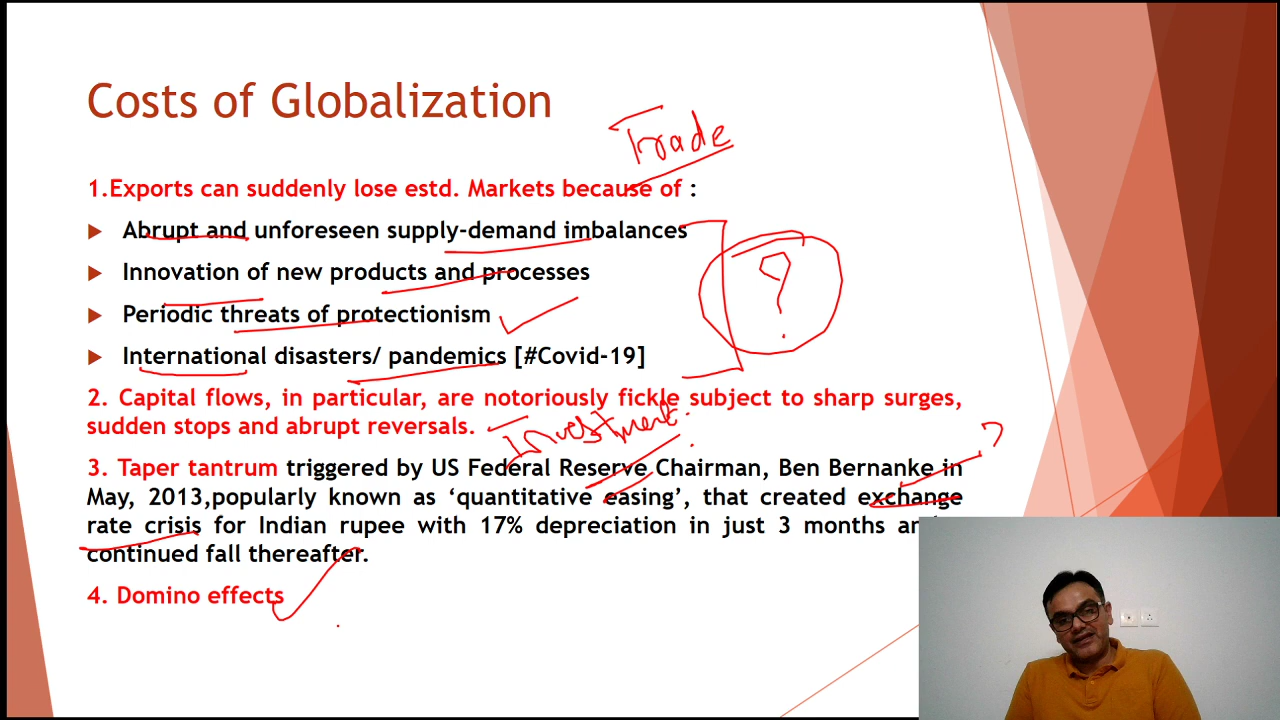 Costs of Globalization
Trade
1.Exports can suddenly lose estd. Markets because of :
Abrupt and unforeseen supply-demand imbalances
Innovation of new products and processes
?
Periodic threats of protectionism
International disasters/ pandemics [#Covid-19]
2. Capital flows, in particular, are notoriously fickle subject to sharp surges,
sudden stops and abrupt reversals.
Investment.
3. Taper tantrum triggered by US Federal Reserve Chairman, Ben Bernanke in
May, 2013,popularly known as ‘quantitative easing’, that created exchange
rate crisis for Indian rupee with 17% depreciation in just 3 months and
continued fall thereafter.
4. Domino effects